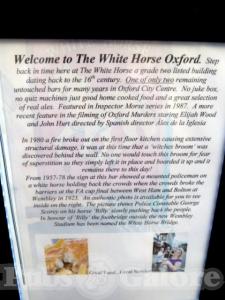 Welcome to The White Horse Oxford. Step
back in time here at The White Horse a grade two listed building
dating back to the 16th century. One of only two remaining
untouched bars for many years in Oxford City Centre. No juke box,
no quiz machines just good home cooked food and a great selection
of real ales. Featured in Inspector Morse series in 1987. A more
recent feature in the filming of Oxford Murders staring Elijah Wood
and John Hurt directed by Spanish director Alex de la Iglesia
In 1980 a fire broke out on the first floor kitchen causing extensive
structural damage, it was at this time that a 'witches broom' was
discovered behind the wall. No one would touch this broom for fear
of superstition so they simply left it in place and boarded it up and it
remains there to this day!
From 1957-78 the sign at this bar showed a mounted policeman on
a white horse holding back the crowds when the crowds broke the
barriers at the FA cup final between West Ham and Bolton at
Wembley in 1923. An authentic photo is available for you to see
inside on the right. The picture shows Police Constable George
Scorey on his horse 'Billy' slowly pushing back the people.
In honour of 'Billy' the footbridge outside the new Wembley
Stadium has been named the White Horse Bridge.